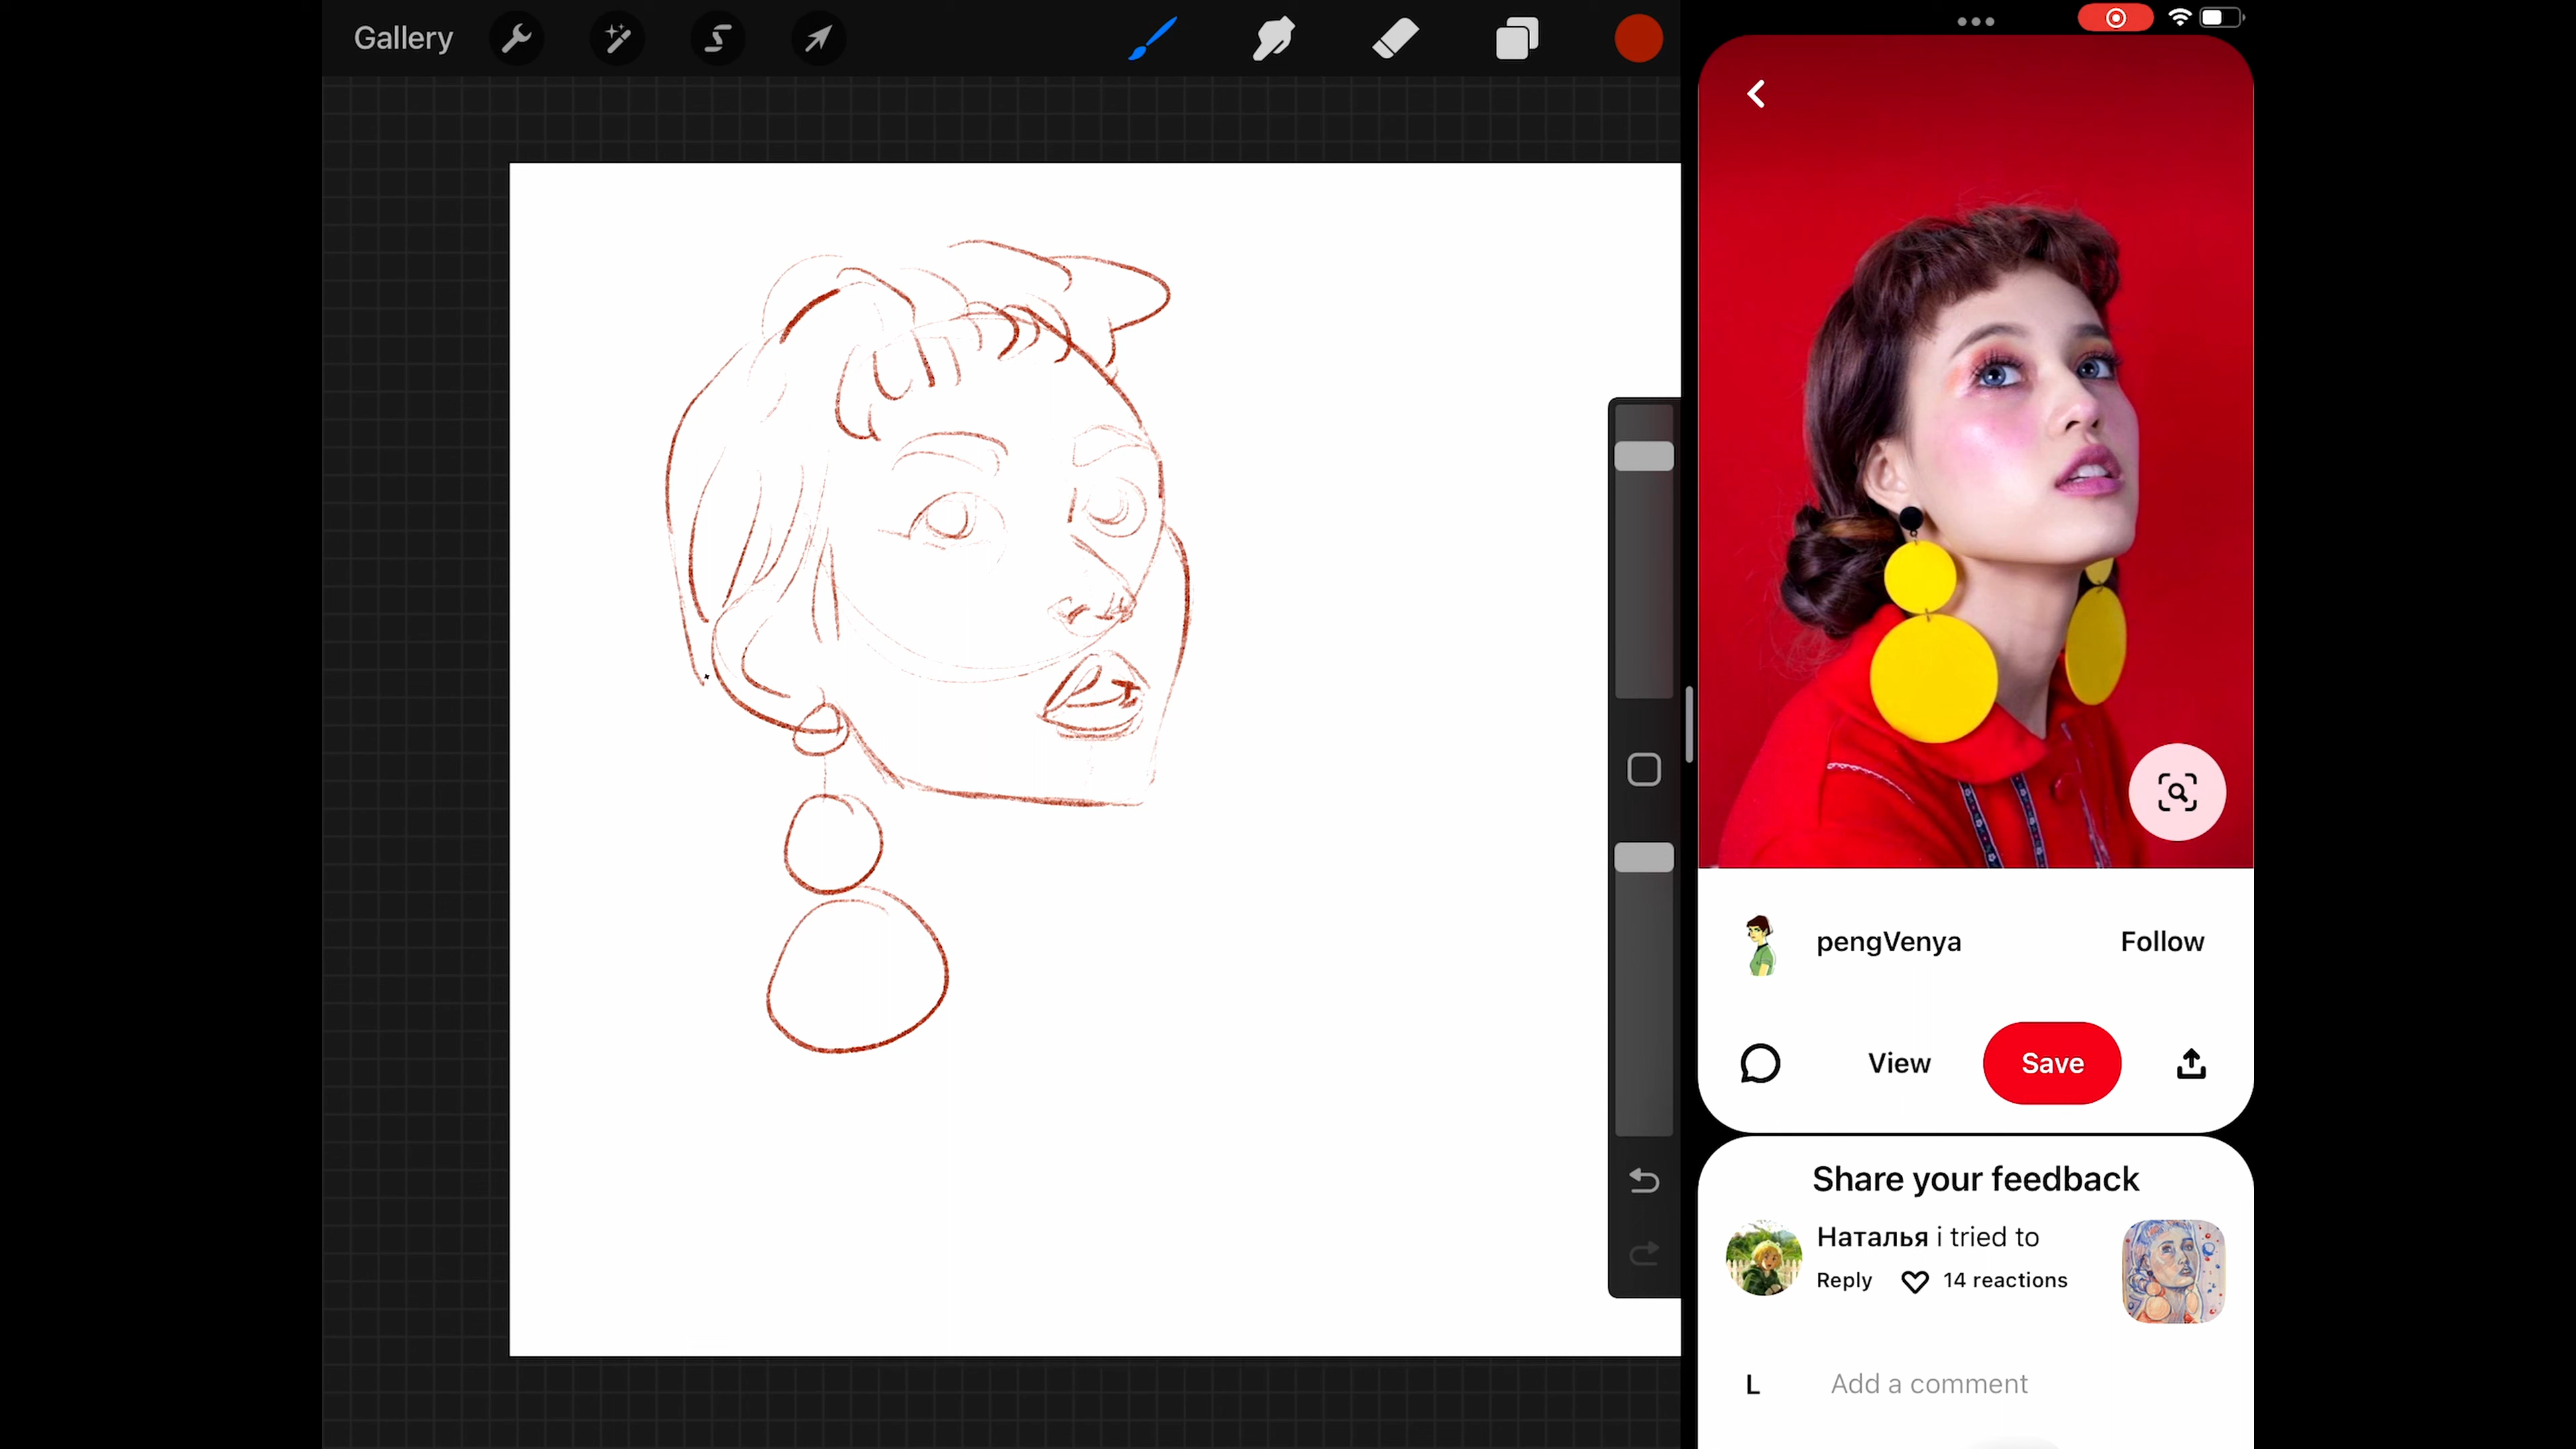 Gallery
pengVenya
Follow
View
Save
Share your feedback
Наталья i tried to
Reply
14 reactions
L
Add a comment